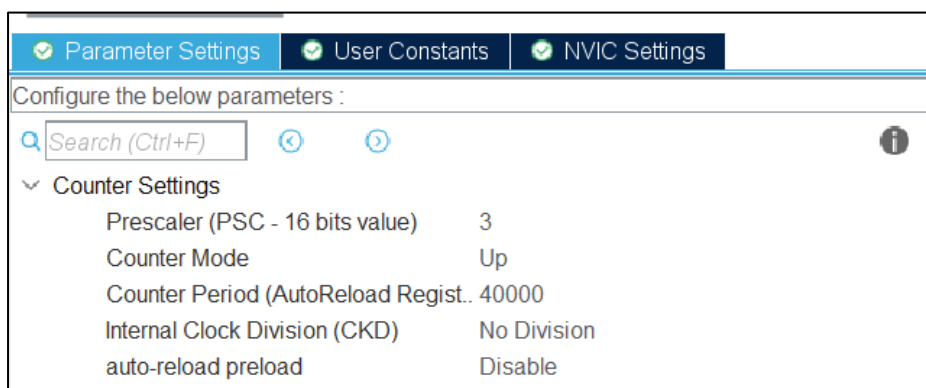 Parameter Settings User Constants NVIC Settings
Configure the below parameters :
Search (Ctrl+F)
Counter Settings
Prescaler (PSC - 16 bits value) 3
Counter Mode Up
Counter Period (AutoReload Regist.. 40000
Internal Clock Division (CKD) No Division
auto-reload preload Disable